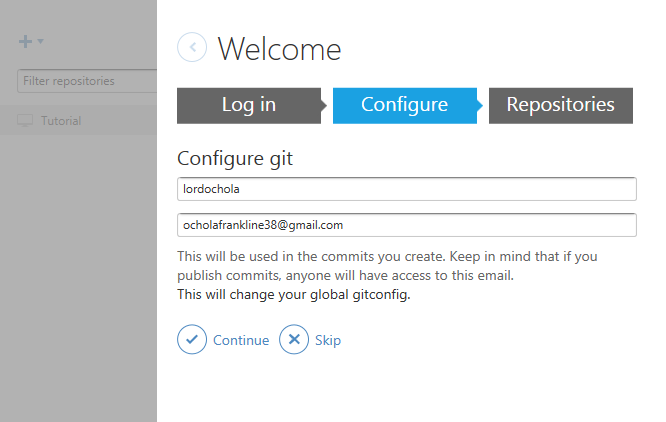 Welcome
Filter repositories
Tutorial
Log in
Configure
Repositories
Configure git
lordochola
ocholafrankline38@gmail.com
This will be used in the commits you create. Keep in mind that if you
publish commits, anyone will have access to this email.
This will change your global gitconfig.
Continue
Skip